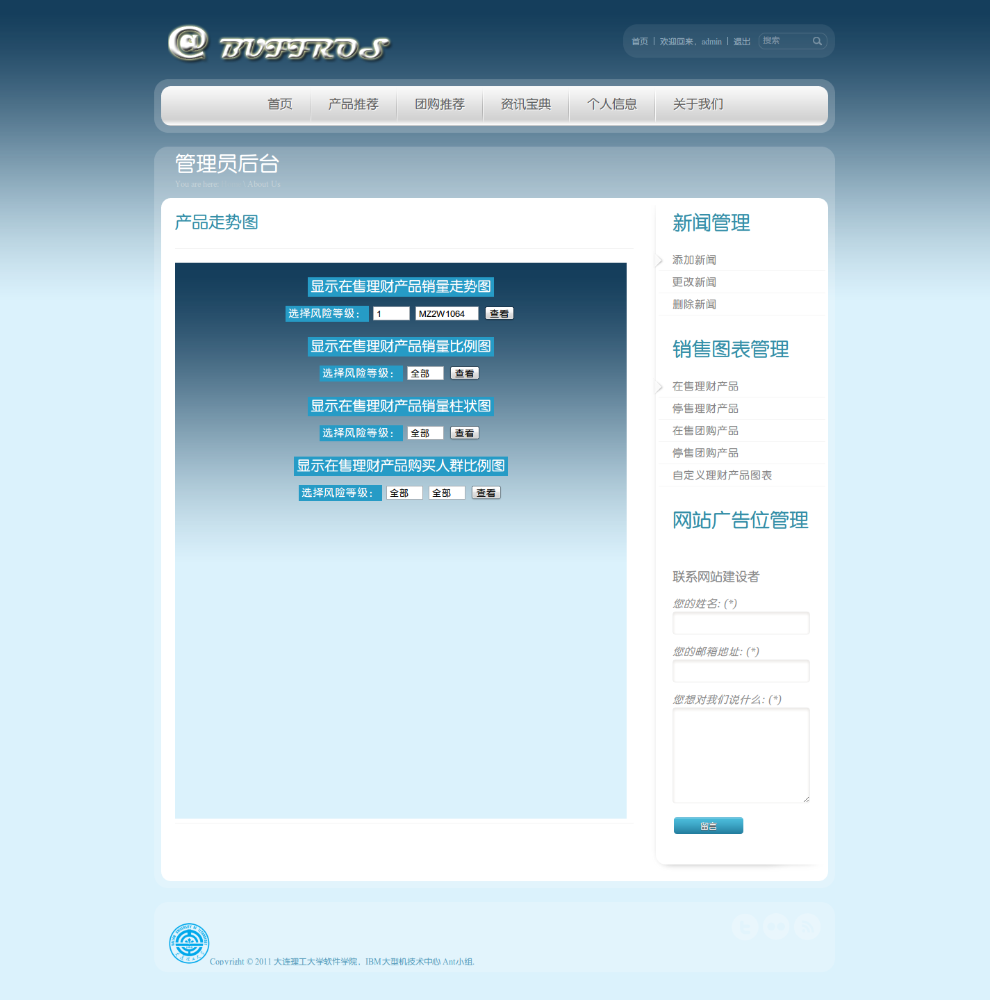 @ BUFFROS
首页 | 欢迎回来，admin | 退出 搜索
首页 产品推荐 团购推荐 资讯宝典 个人信息 关于我们
管理员后台
You are here: \ About Us
产品走势图
显示在售理财产品销量走势图
选择风险等级： 1 MZ2W1064 查看
显示在售理财产品销量比例图
选择风险等级： 全部 查看
显示在售理财产品销量柱状图
选择风险等级： 全部 查看
显示在售理财产品购买人群比例图
选择风险等级： 全部 全部 查看
新闻管理
添加新闻
更改新闻
删除新闻
销售图表管理
在售理财产品
停售理财产品
在售团购产品
停售团购产品
自定义理财产品图表
网站广告位管理
联系网站建设者
您的姓名: (*)
您的邮箱地址: (*)
您想对我们说什么: (*)
留言
Copyright © 2011 大连理工大学软件学院，IBM大型机技术中心 Ant小组.